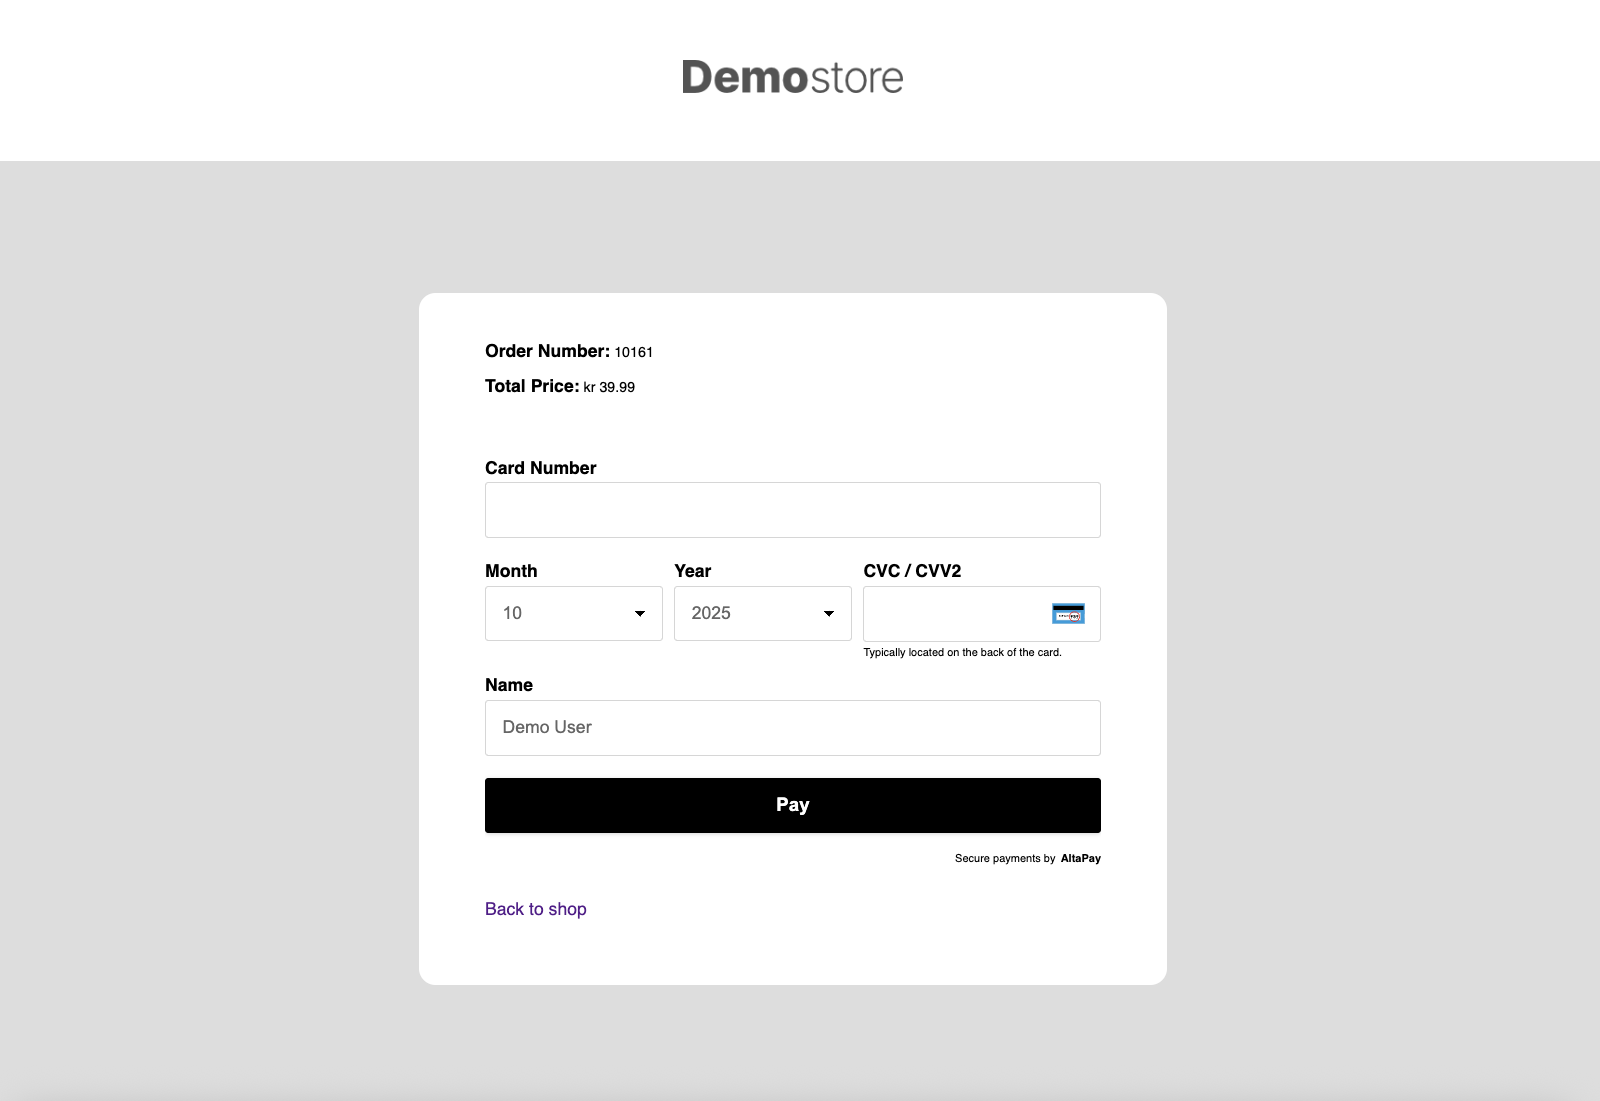 Demostore
Order Number: 10161
Total Price: kr 39.99
Card Number
Month Year CVC / CVV2
10 2025
Typically located on the back of the card.
Name
Demo User
Pay
Secure payments by AltaPay
Back to shop